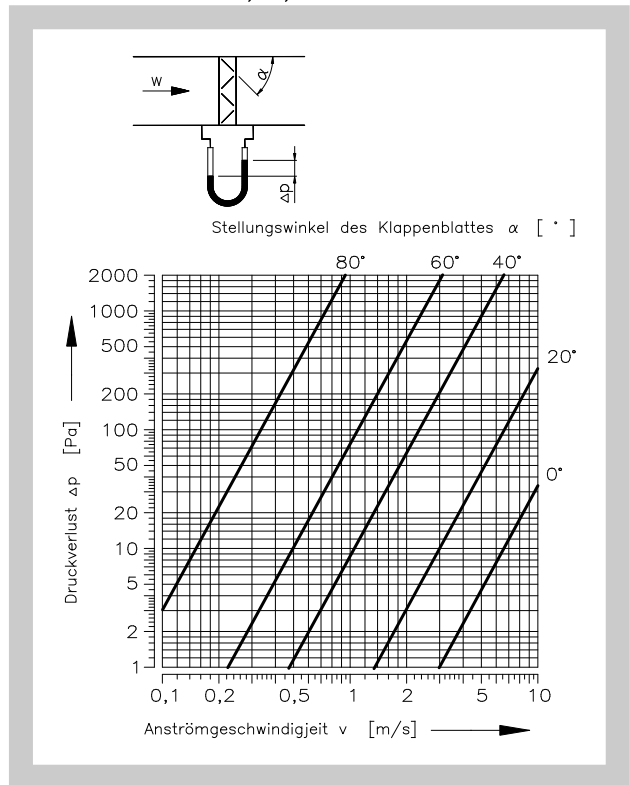 W
α
Δp
Stellungswinkel des Klappenblattes α [ ° ]
80° 60° 40°
20°
0°
2000
1000
500
200
100
50
20
10
5
2
1
Druckverlust Δp [Pa]
0,1 0,2 0,5 1 2 5 10
Anströmgeschwindigjeit v [m/s]